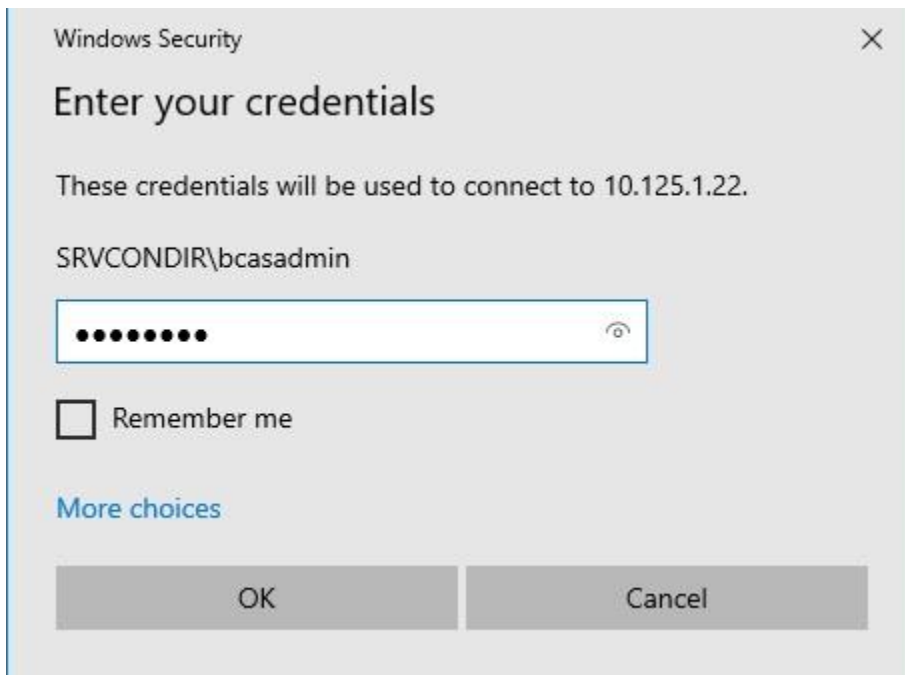 Windows Security
Enter your credentials
These credentials will be used to connect to 10.125.1.22.
SRVCONDIR\bcasadmin
••••••••
Remember me
More choices
OK
Cancel